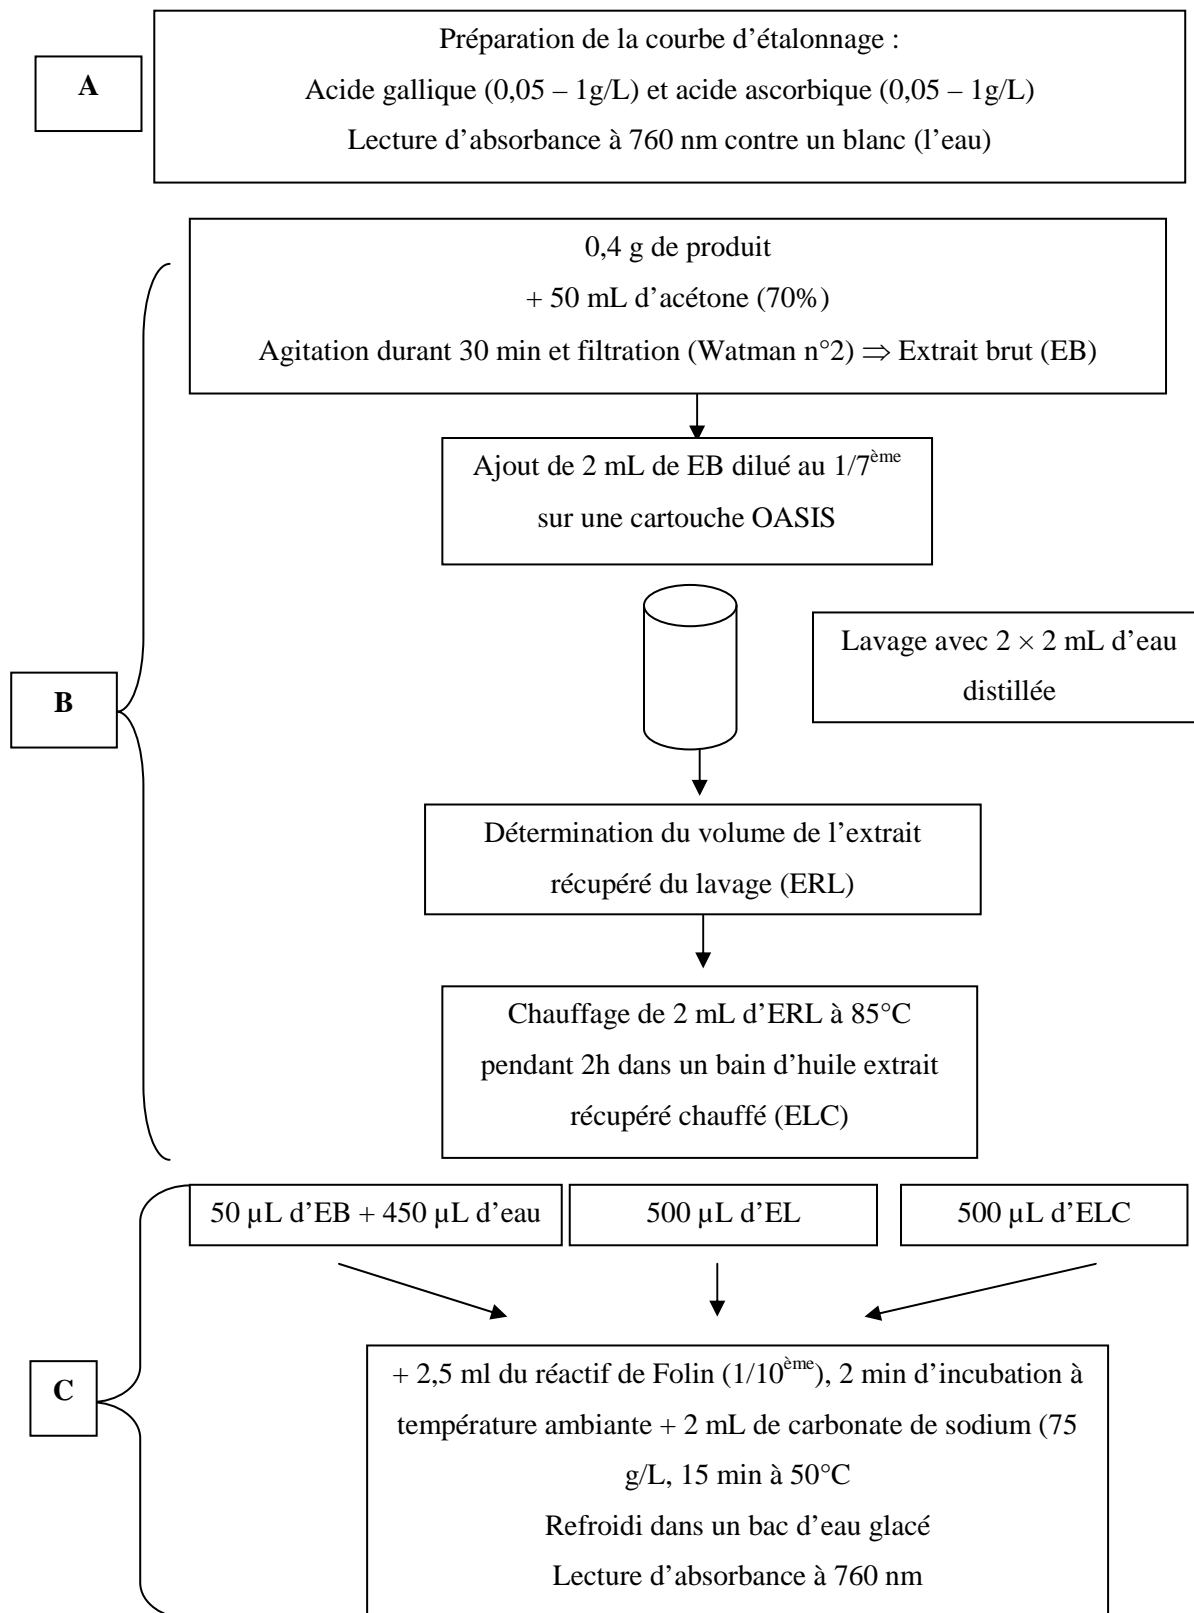 A
Préparation de la courbe d’étalonnage :
Acide gallique (0,05 – 1g/L) et acide ascorbique (0,05 – 1g/L)
Lecture d’absorbance à 760 nm contre un blanc (l’eau)
B
0,4 g de produit
+ 50 mL d’acétone (70%)
Agitation durant 30 min et filtration (Watman n°2) ⇒ Extrait brut (EB)
Ajout de 2 mL de EB dilué au 1/7ème
sur une cartouche OASIS
Lavage avec 2 × 2 mL d’eau
distillée
Détermination du volume de l’extrait
récupéré du lavage (ERL)
Chauffage de 2 mL d’ERL à 85°C
pendant 2h dans un bain d’huile extrait
récupéré chauffé (ELC)
C
50 µL d’EB + 450 µL d’eau
500 µL d’EL
500 µL d’ELC
+ 2,5 ml du réactif de Folin (1/10ème), 2 min d’incubation à
température ambiante + 2 mL de carbonate de sodium (75
g/L, 15 min à 50°C
Refroidi dans un bac d’eau glacé
Lecture d’absorbance à 760 nm